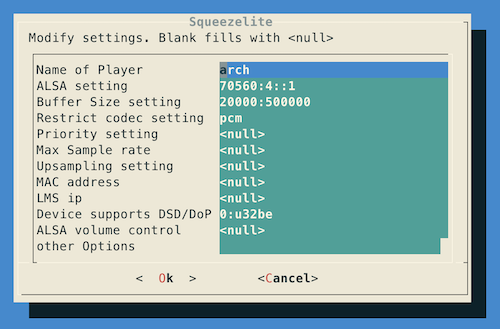 Squeezelite
Modify settings. Blank fills with <null>
Name of Player arch
ALSA setting 70560:4::1
Buffer Size setting 20000:500000
Restrict codec setting pcm
Priority setting <null>
Max Sample rate <null>
Upsampling setting <null>
MAC address <null>
LMS ip <null>
Device supports DSD/DoP 0:u32be
ALSA volume control <null>
other Options
< Ok > <Cancel>